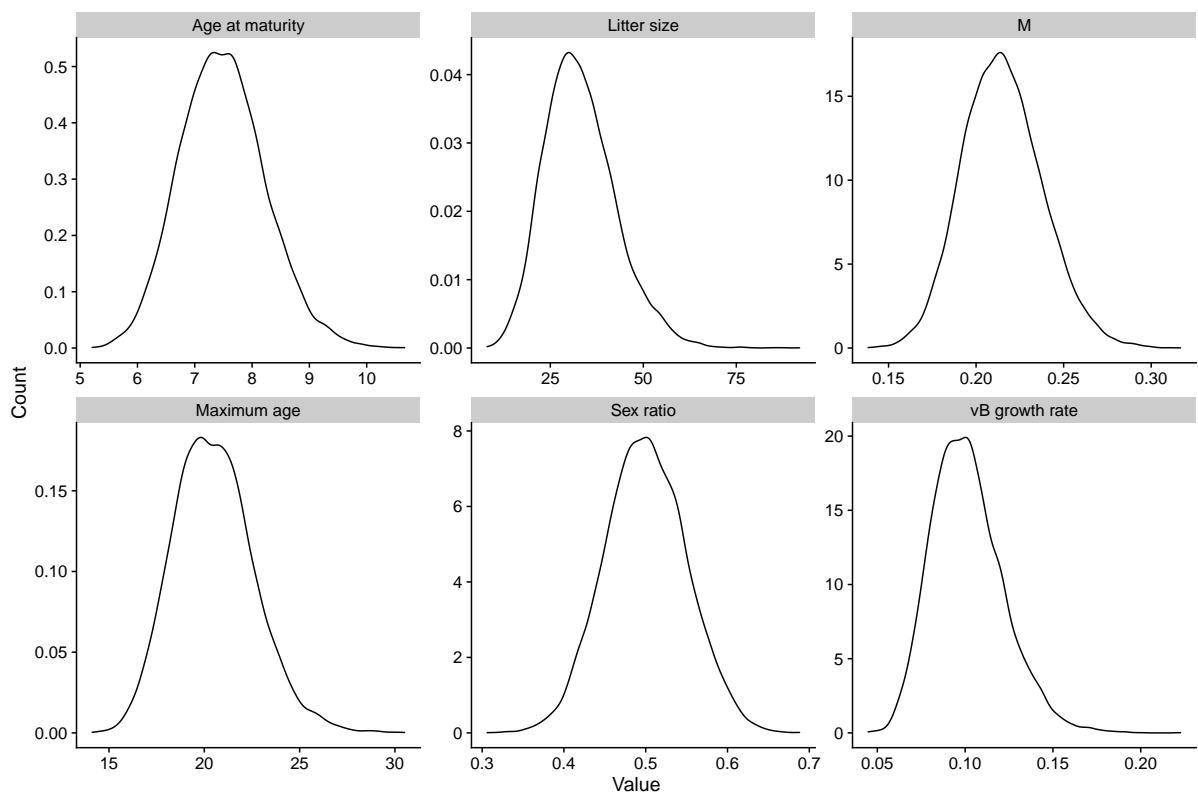 Age at maturity
Litter size
M
0.5
0.4
0.3
0.2
0.1
0.0
0.04
0.03
0.02
0.01
0.00
15
10
5
0
5 6 7 8 9 10
25 50 75
0.15 0.20 0.25 0.30
Count
Maximum age
Sex ratio
vB growth rate
0.15
0.10
0.05
0.00
8
6
4
2
0
20
15
10
5
0
15 20 25 30
0.3 0.4 0.5 0.6 0.7
0.05 0.10 0.15 0.20
Value